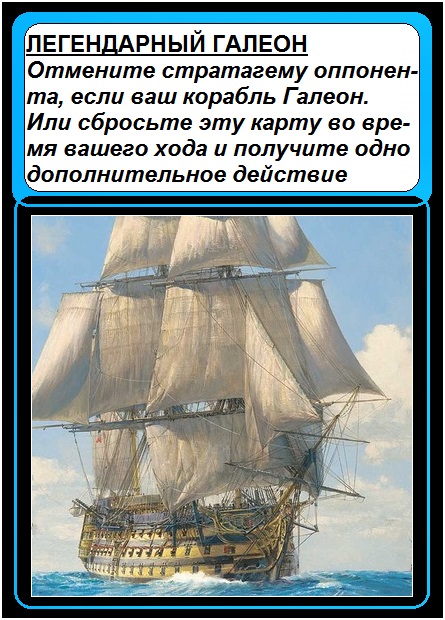 ЛЕГЕНДАРНЫЙ ГАЛЕОН
Отмените стратагему оппонен-
та, если ваш корабль Галеон.
Или сбросьте эту карту во вре-
мя вашего хода и получите одно
дополнительное действие